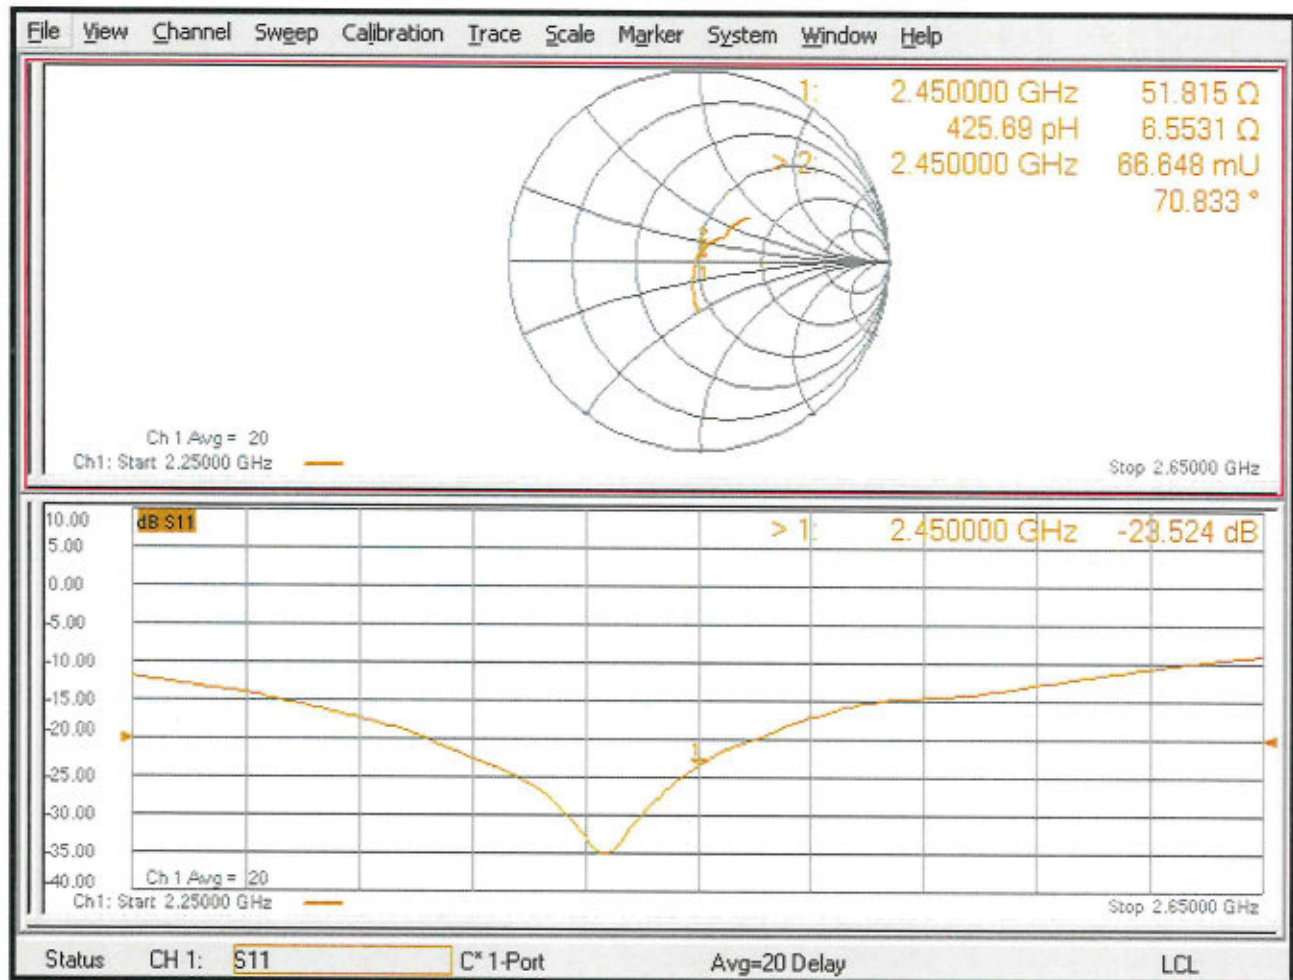 File View Channel Sweep Calibration Trace Scale Marker System Window Help
1: 2.450000 GHz 51.815 Ω
425.69 pH 6.5531 Ω
> 2: 2.450000 GHz 66.648 mU
70.833 °
Ch 1 Avg = 20
Ch1: Start 2.25000 GHz
Stop 2.65000 GHz
10.00
dB S11
> 1: 2.450000 GHz -23.524 dB
5.00
0.00
-5.00
-10.00
-15.00
-20.00
1
-25.00
-30.00
-35.00
-40.00
Ch 1 Avg = 20
Ch1: Start 2.25000 GHz
Stop 2.65000 GHz
Status CH 1: S11 C* 1-Port Avg=20 Delay LCL